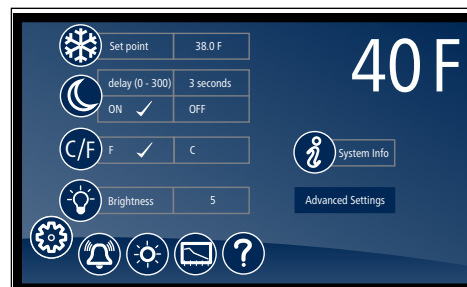 Set point 38.0 F
40 F
delay (0 - 300) 3 seconds
ON OFF
C/F F C
System Info
Brightness 5
Advanced Settings
?